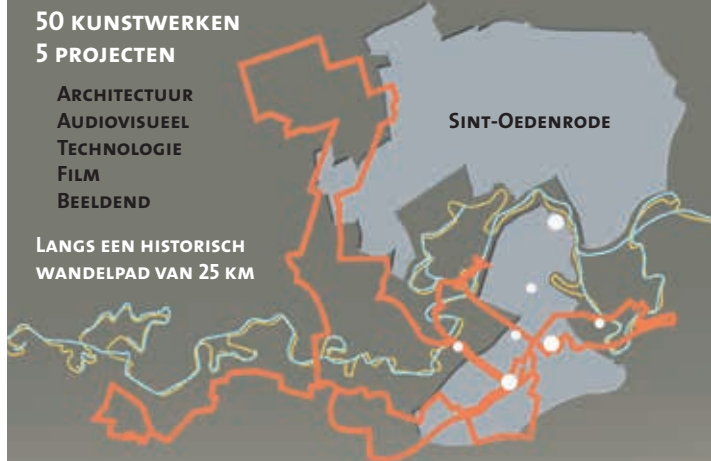 50 KUNSTWERKEN
5 PROJECTEN
ARCHITECTUUR
AUDIOVISUEEL
TECHNOLOGIE
FILM
BEELDEND
SINT-OEDENRODE
LANGS EEN HISTORISCH
WANDELPAD VAN 25 KM